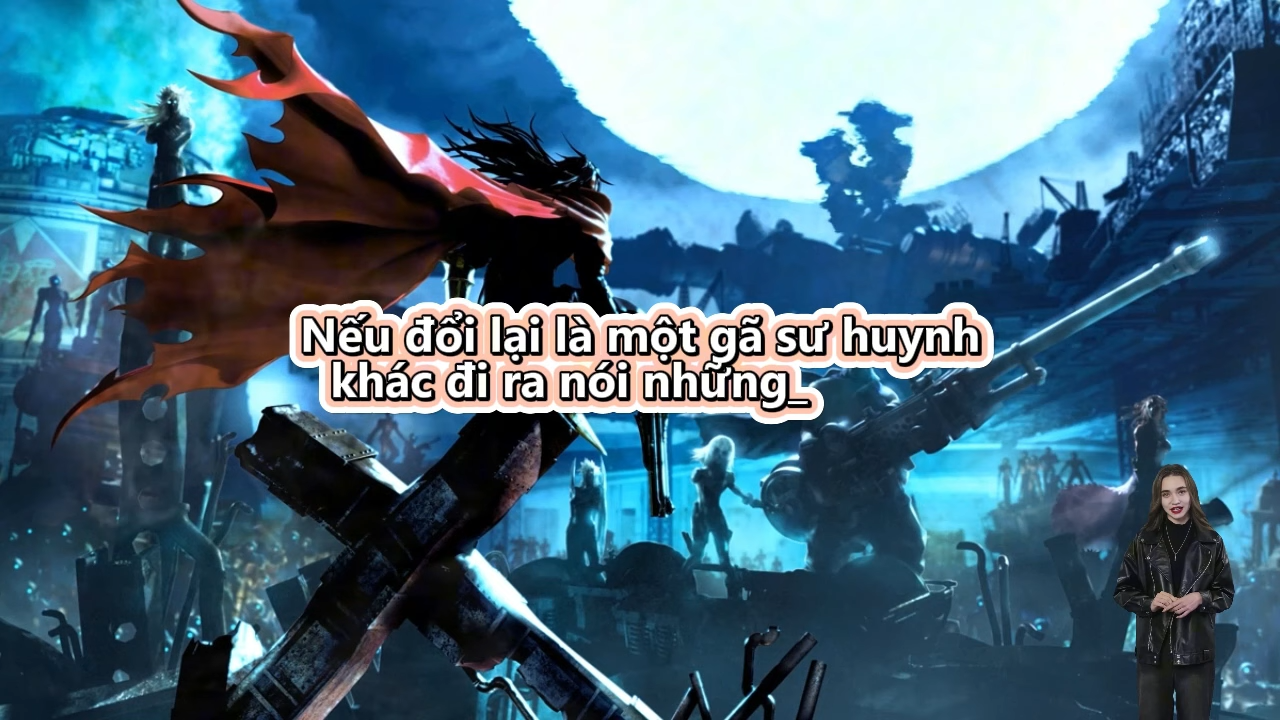 Nếu đổi lại là một gã sư huynh
khác đi ra nói những_